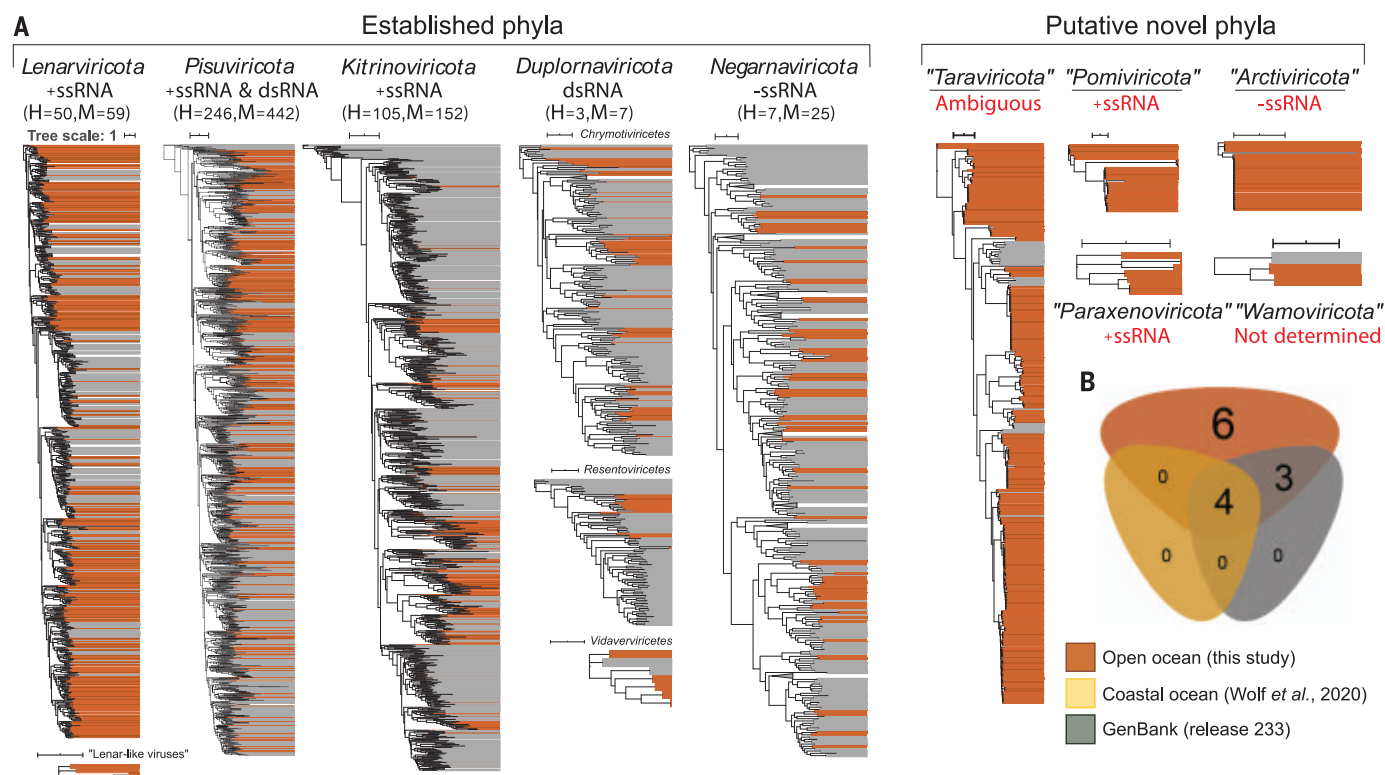 A
Established phyla
Putative novel phyla
Lenarviricota
+ssRNA
(H=50,M=59)
Tree scale: 1
Pisuviricota
+ssRNA & dsRNA
(H=246,M=442)
Kitrinoviricota
+ssRNA
(H=105,M=152)
Duplornaviricota
dsRNA
(H=3,M=7)
Chrymotiviricetes
Negarnaviricota
-ssRNA
(H=7,M=25)
"Taraviricota"
Ambiguous
"Pomiviricota"
+ssRNA
"Arctiviricota"
-ssRNA
"Paraxenoviricota"
+ssRNA
"Wamoviricota"
Not determined
Resentoviricetes
Vidaverviricetes
"Lenar-like viruses"
B
6
0
3
4
0
0
0
Open ocean (this study)
Coastal ocean (Wolf et al., 2020)
GenBank (release 233)